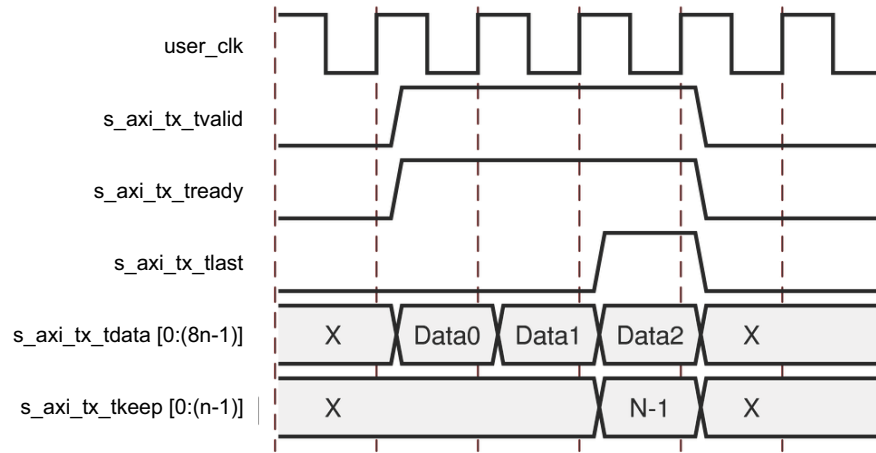 user_clk
s_axi_tx_tvalid
s_axi_tx_tready
s_axi_tx_tlast
s_axi_tx_tdata [0:(8n-1)] X Data0 Data1 Data2 X
s_axi_tx_tkeep [0:(n-1)] X N-1 X